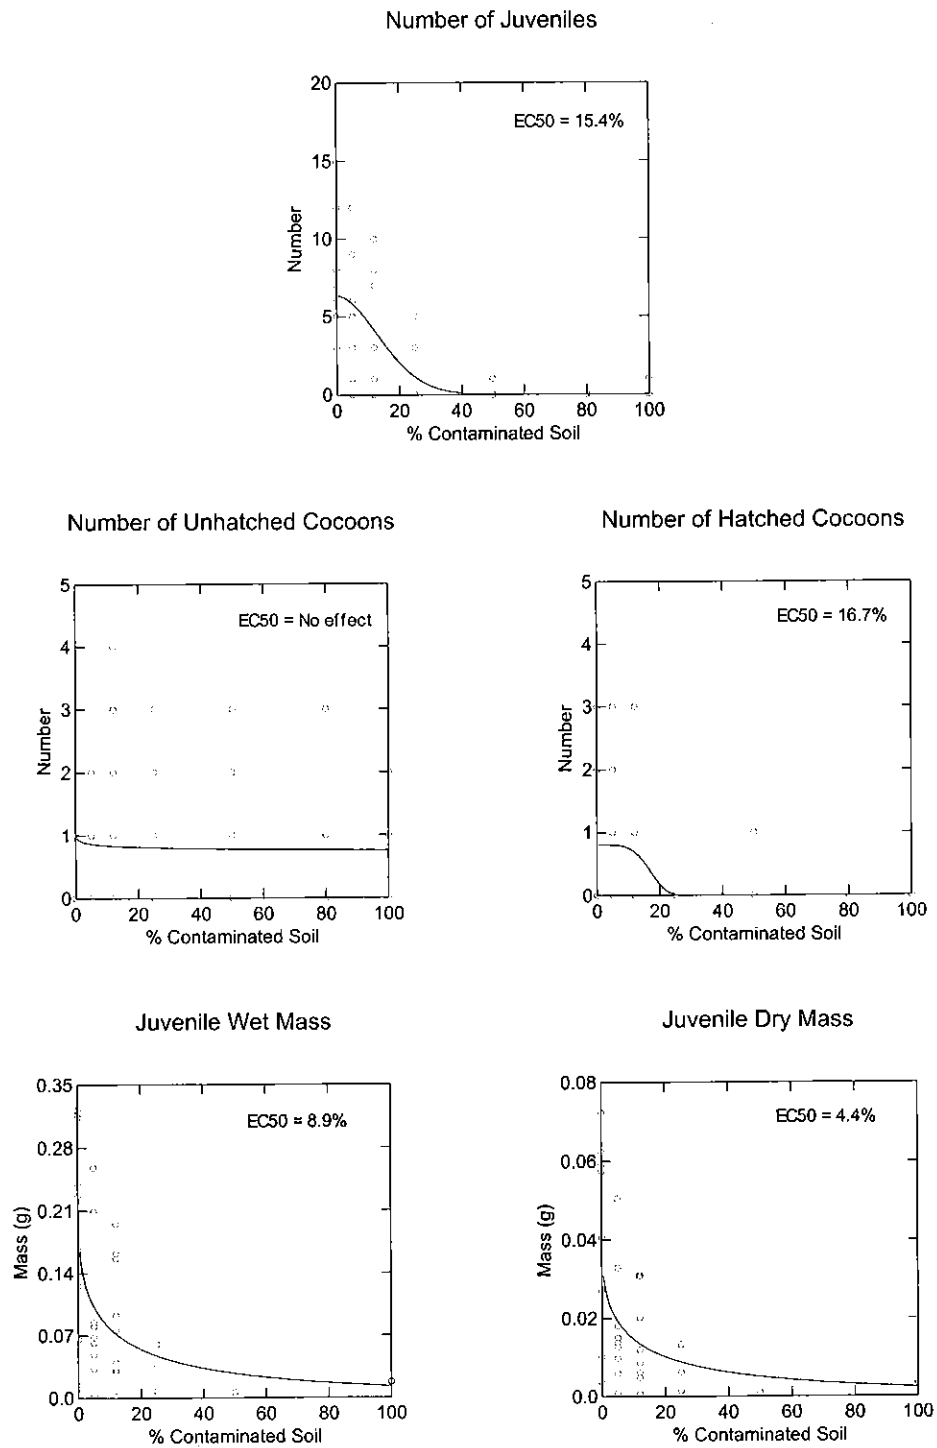 Number of Juveniles
20
15
10
5
0
Number
EC50 = 15.4%
0 20 40 60 80 100
% Contaminated Soil
Number of Unhatched Cocoons
5
4
3
2
1
0
Number
EC50 = No effect
0 20 40 60 80 100
% Contaminated Soil
Number of Hatched Cocoons
5
4
3
2
1
0
Number
EC50 = 16.7%
0 20 40 60 80 100
% Contaminated Soil
Juvenile Wet Mass
0.35
0.28
0.21
0.14
0.07
0.0
Mass (g)
EC50 = 8.9%
0 20 40 60 80 100
% Contaminated Soil
Juvenile Dry Mass
0.08
0.06
0.04
0.02
0.0
Mass (g)
EC50 = 4.4%
0 20 40 60 80 100
% Contaminated Soil